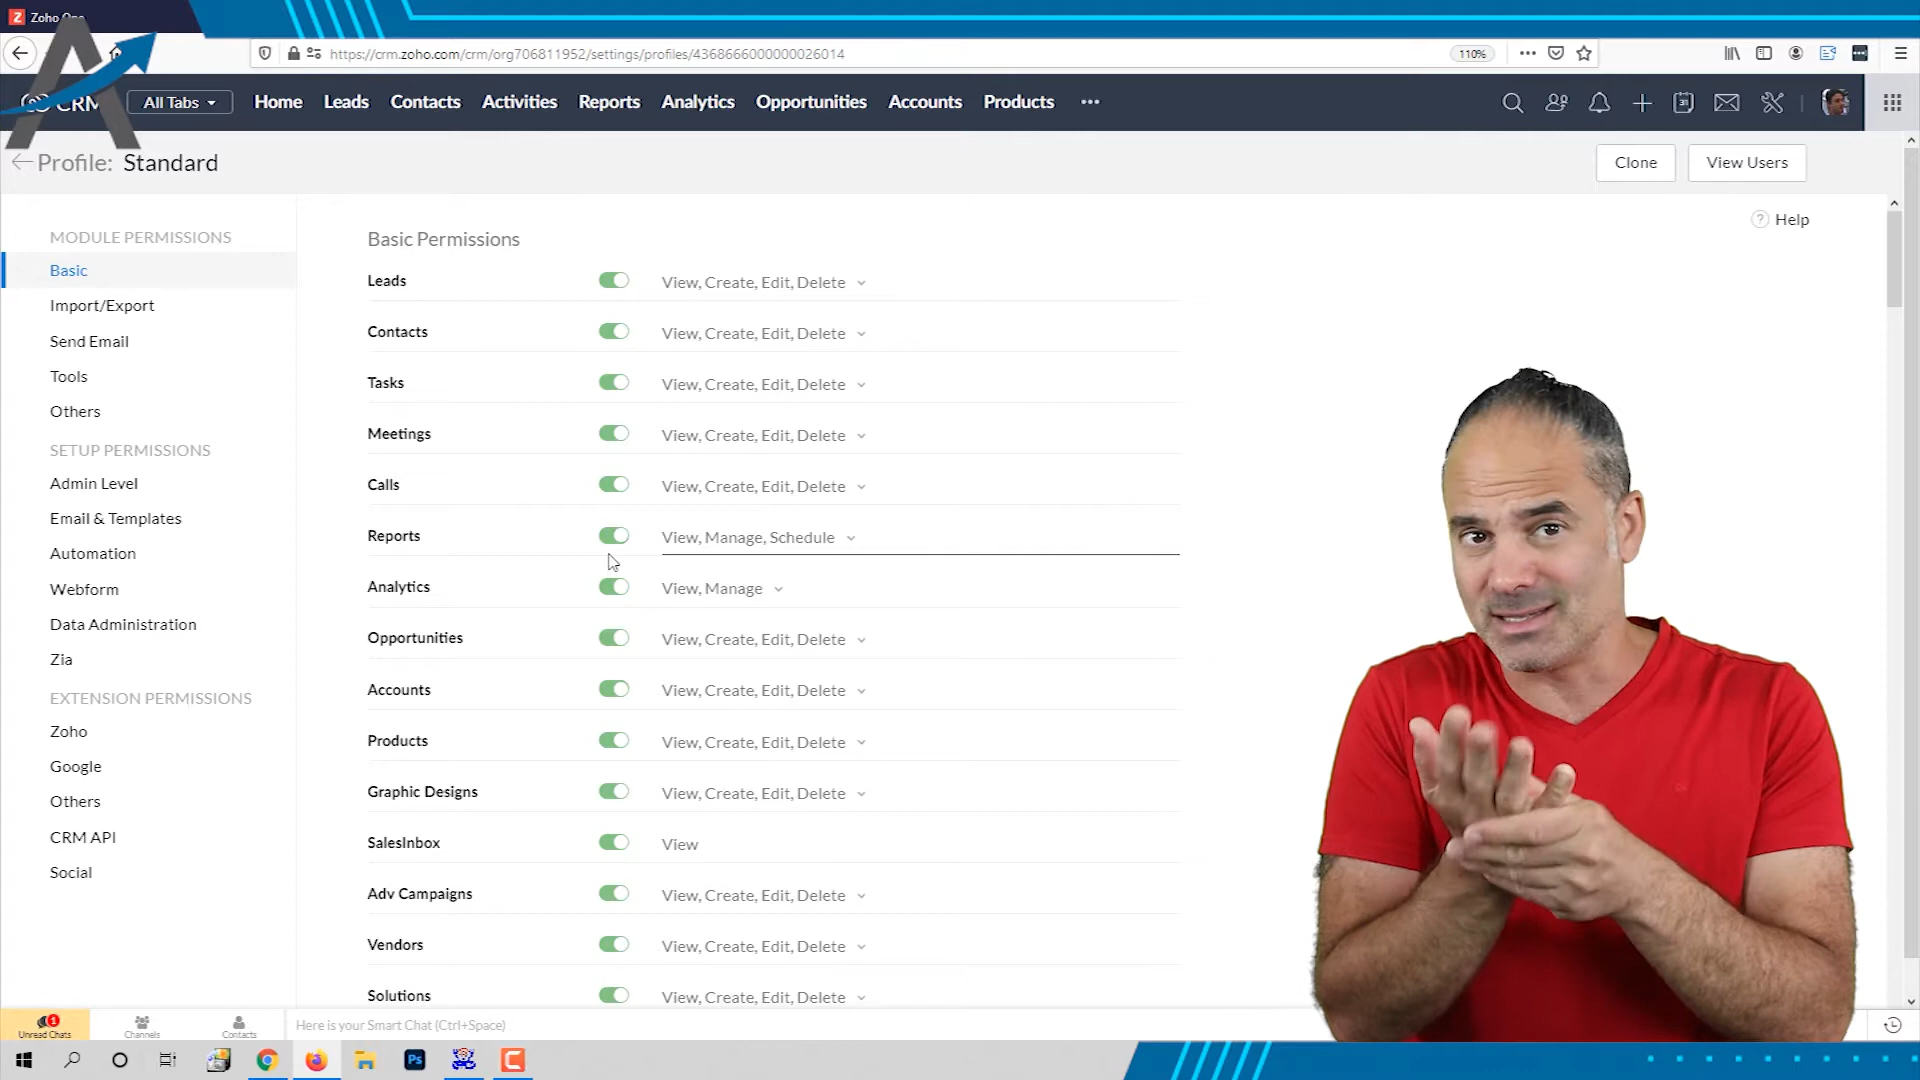 Zoho One
https://crm.zoho.com/crm/org706811952/settings/profiles/4368666000000026014
110%
CRM
All Tabs
Home
Leads
Contacts
Activities
Reports
Analytics
Opportunities
Accounts
Products
Profile: Standard
Clone
View Users
Help
MODULE PERMISSIONS
Basic
Import/Export
Send Email
Tools
Others
SETUP PERMISSIONS
Admin Level
Email & Templates
Automation
Webform
Data Administration
Zia
EXTENSION PERMISSIONS
Zoho
Google
Others
CRM API
Social
Basic Permissions
Leads View, Create, Edit, Delete
Contacts View, Create, Edit, Delete
Tasks View, Create, Edit, Delete
Meetings View, Create, Edit, Delete
Calls View, Create, Edit, Delete
Reports View, Manage, Schedule
Analytics View, Manage
Opportunities View, Create, Edit, Delete
Accounts View, Create, Edit, Delete
Products View, Create, Edit, Delete
Graphic Designs View, Create, Edit, Delete
SalesInbox View
Adv Campaigns View, Create, Edit, Delete
Vendors View, Create, Edit, Delete
Solutions View, Create, Edit, Delete
1
Unread Chats
Channels
Contacts
Here is your Smart Chat (Ctrl+Space)
Ps